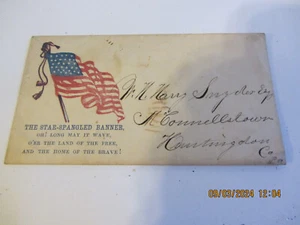 THE STAR-SPANGLED BANNER.
OH! LONG MAY IT WAVE,
O'ER THE LAND OF THE FREE,
AND THE HOME OF THE BRAVE!
Snyder
McConnellstown
Huntingdon
Co
09/03/2024 12:04